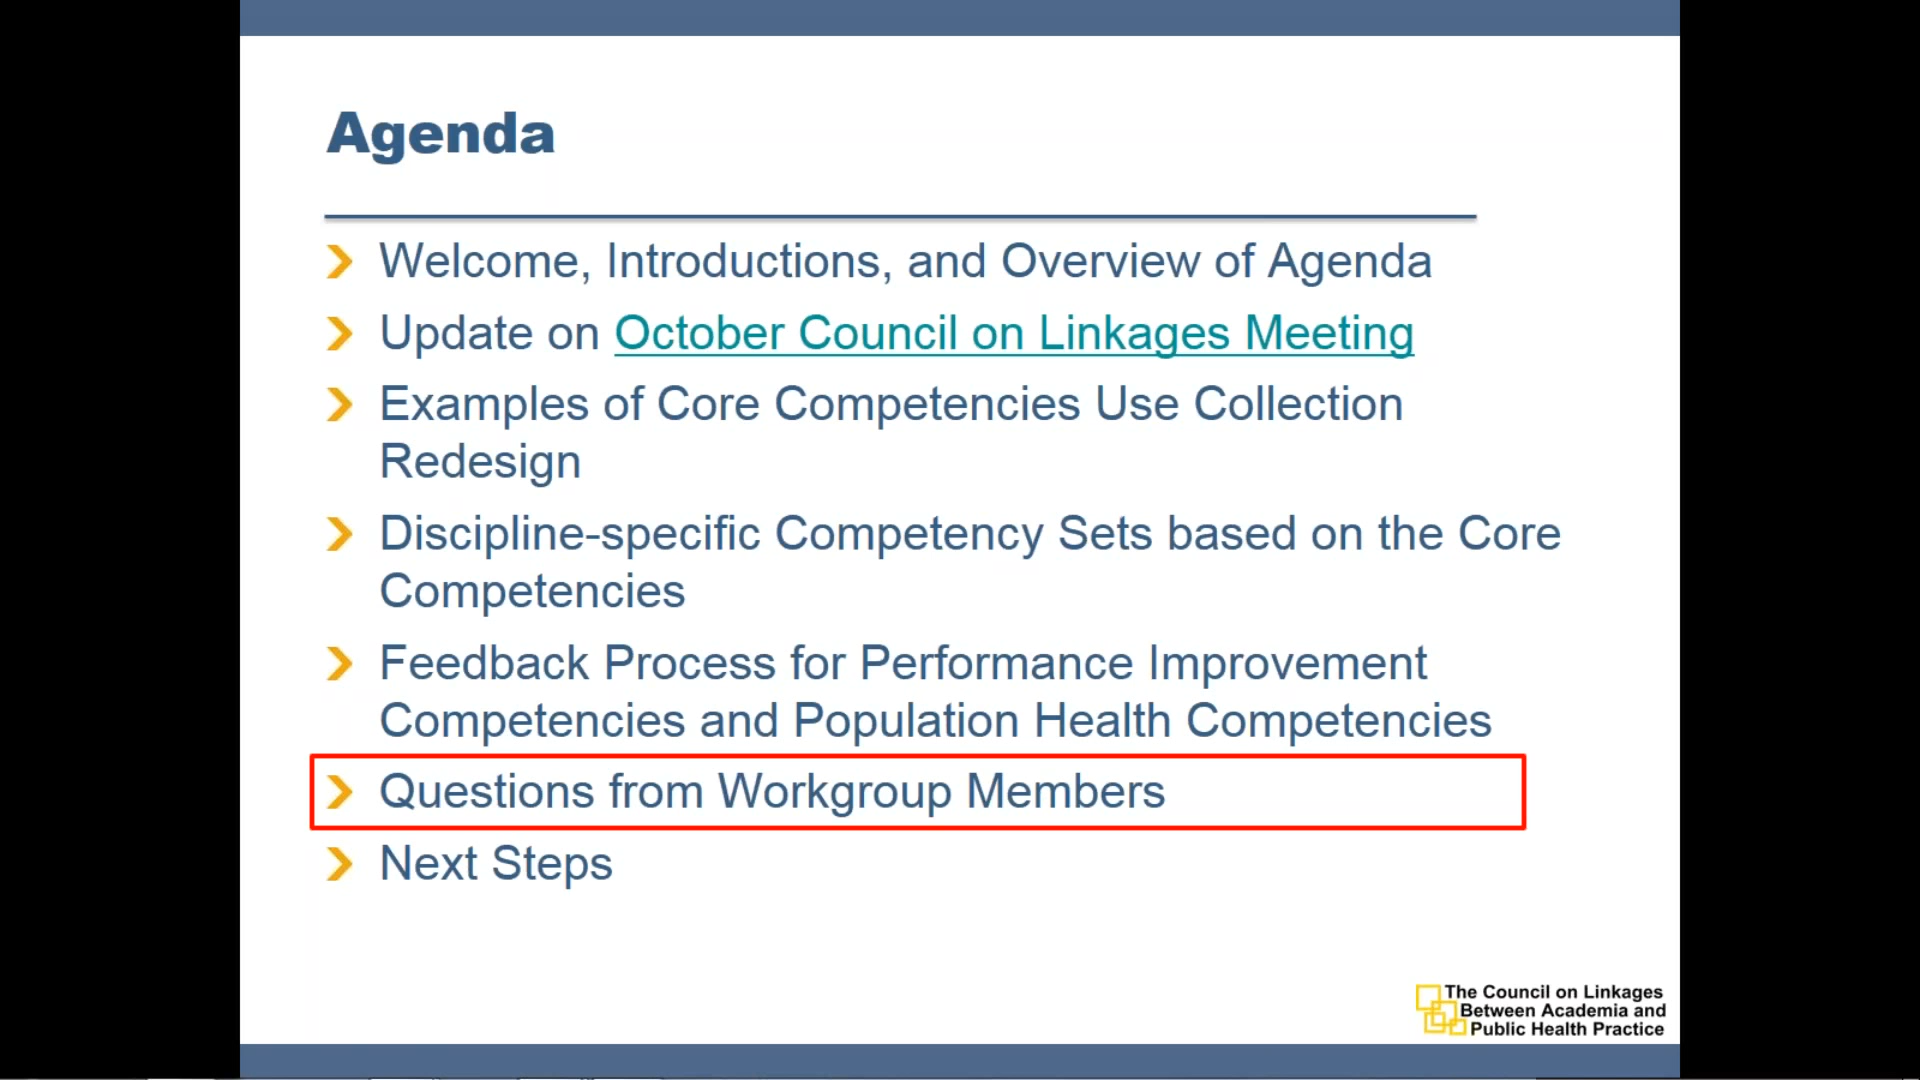 Agenda
Welcome, Introductions, and Overview of Agenda
Update on October Council on Linkages Meeting
Examples of Core Competencies Use Collection
Redesign
Discipline-specific Competency Sets based on the Core
Competencies
Feedback Process for Performance Improvement
Competencies and Population Health Competencies
Questions from Workgroup Members
Next Steps
The Council on Linkages
Between Academia and
Public Health Practice